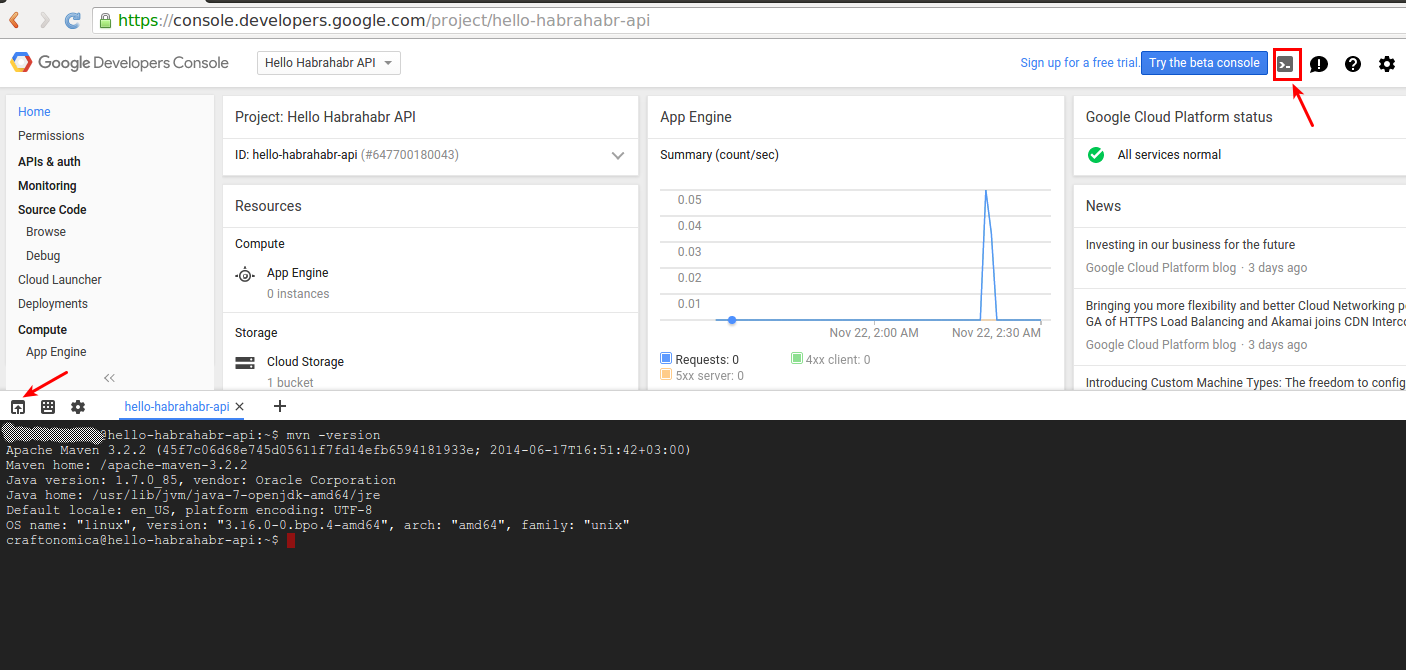 https://console.developers.google.com/project/hello-habrahabr-api
Google Developers Console
Hello Habrahabr API
Sign up for a free trial.
Try the beta console
Home
Permissions
APIs & auth
Monitoring
Source Code
Browse
Debug
Cloud Launcher
Deployments
Compute
App Engine
Project: Hello Habrahabr API
ID: hello-habrahabr-api (#647700180043)
Resources
Compute
App Engine
0 instances
Storage
Cloud Storage
1 bucket
App Engine
Summary (count/sec)
0.05
0.04
0.03
0.02
0.01
Nov 22, 2:00 AM
Nov 22, 2:30 AM
Requests: 0
4xx client: 0
5xx server: 0
Google Cloud Platform status
All services normal
News
Investing in our business for the future
Google Cloud Platform blog · 3 days ago
Bringing you more flexibility and better Cloud Networking p
GA of HTTPS Load Balancing and Akamai joins CDN Interco
Google Cloud Platform blog · 3 days ago
Introducing Custom Machine Types: The freedom to config
hello-habrahabr-api
@hello-habrahabr-api:~$ mvn -version
Apache Maven 3.2.2 (45f7c06d68e745d05611f7fd14efb6594181933e; 2014-06-17T16:51:42+03:00)
Maven home: /apache-maven-3.2.2
Java version: 1.7.0_85, vendor: Oracle Corporation
Java home: /usr/lib/jvm/java-7-openjdk-amd64/jre
Default locale: en_US, platform encoding: UTF-8
OS name: "linux", version: "3.16.0-0.bpo.4-amd64", arch: "amd64", family: "unix"
craftonomica@hello-habrahabr-api:~$